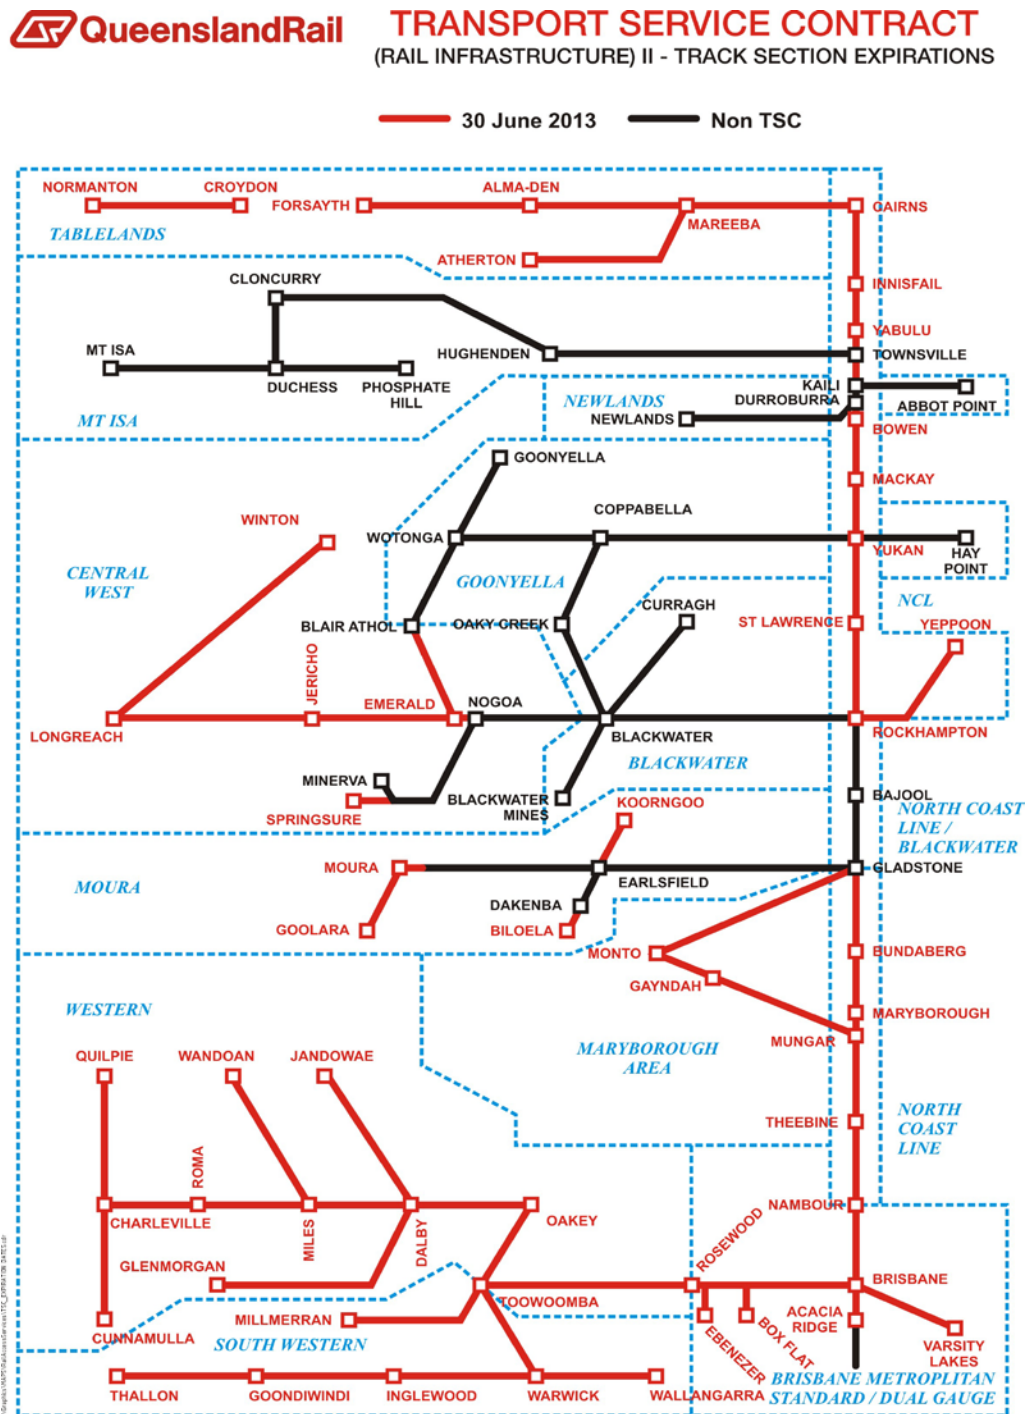 QueenslandRail
TRANSPORT SERVICE CONTRACT
(RAIL INFRASTRUCTURE) II - TRACK SECTION EXPIRATIONS
30 June 2013
Non TSC
NORMANTON
CROYDON
FORSAYTH
ALMA-DEN
MAREEBA
CAIRNS
TABLELANDS
ATHERTON
CLONCURRY
INNISFAIL
YABULU
MT ISA
DUCHESS
PHOSPHATE
HILL
HUGHENDEN
TOWNSVILLE
KAILI
DURROBURRA
ABBOT POINT
NEWLANDS
NEWLANDS
BOWEN
MT ISA
GOONYELLA
MACKAY
WINTON
COPPABELLA
WOTONGA
YUKAN
HAY
POINT
CENTRAL
WEST
GOONYELLA
NCL
CURRAGH
BLAIR ATHOL
OAKY CREEK
ST LAWRENCE
YEPPOON
JERICHO
EMERALD
NOGOA
LONGREACH
BLACKWATER
ROCKHAMPTON
BLACKWATER
MINERVA
SPRINGSURE
BLACKWATER
MINES
KOORNGOO
BAJOOL
NORTH COAST
LINE /
BLACKWATER
MOURA
MOURA
EARLSFIELD
GLADSTONE
DAKENBA
GOOLARA
BILOELA
MONTO
BUNDABERG
GAYNDAH
WESTERN
MARYBOROUGH
MUNGAR
MARYBOROUGH
AREA
QUILPIE
WANDOAN
JANDOWAE
THEEBINE
NORTH
COAST
LINE
ROMA
CHARLEVILLE
MILES
DALBY
OAKEY
NAMBOUR
ROSEWOOD
GLENMORGAN
TOOWOOMBA
BRISBANE
CUNNAMULLA
MILLMERRAN
SOUTH WESTERN
EBENEZER
BOX FLAT
ACACIA
RIDGE
VARSITY
LAKES
THALLON
GOONDIWINDI
INGLEWOOD
WARWICK
WALLANGARRA
BRISBANE METROPLITAN
STANDARD / DUAL GAUGE